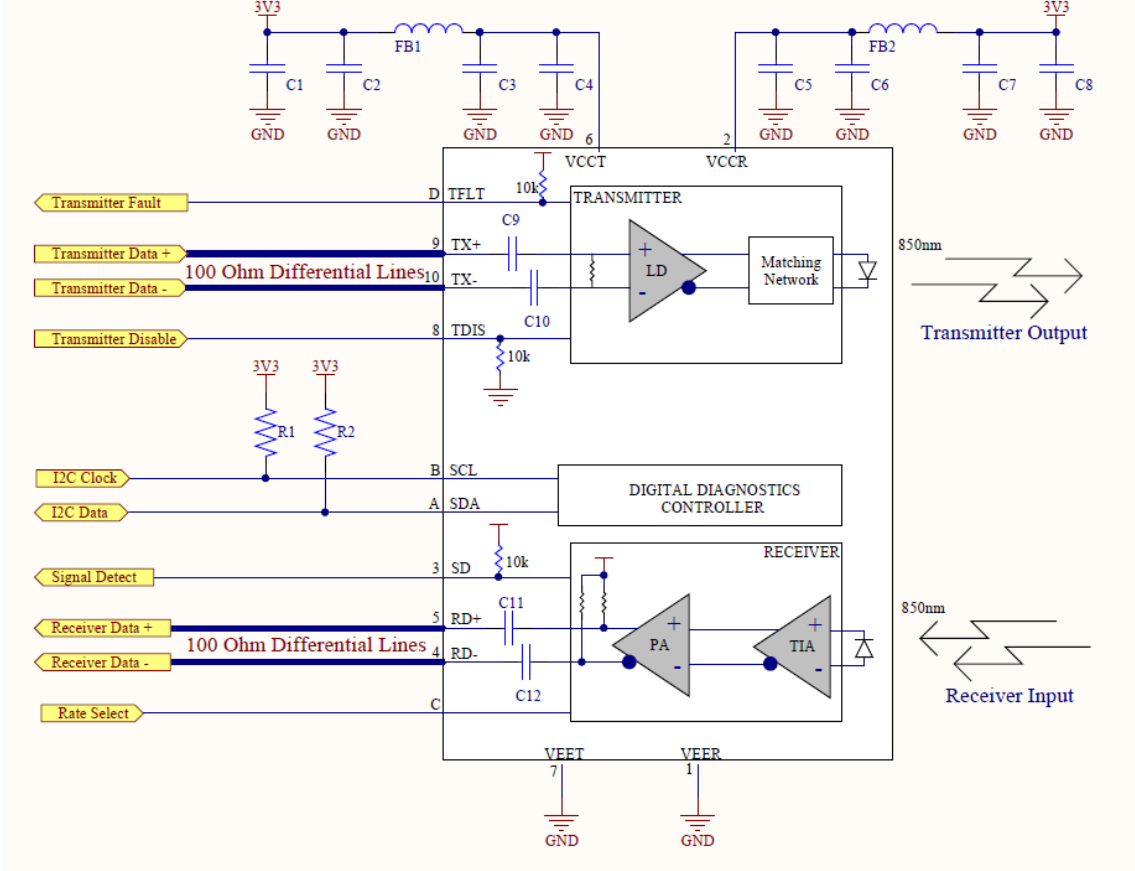 3V3
3V3
FB1
FB2
C1
C2
C3
C4
C5
C6
C7
C8
GND
GND
GND
GND
GND
GND
GND
GND
6
2
VCCT
VCCR
Transmitter Fault
D
TFLT
10k
TRANSMITTER
C9
Transmitter Data +
9
TX+
+
LD
-
Matching
Network
850nm
100 Ohm Differential Lines
Transmitter Data -
10
TX-
C10
Transmitter Output
Transmitter Disable
8
TDIS
10k
3V3
3V3
R1
R2
I2C Clock
B
SCL
DIGITAL DIAGNOSTICS
CONTROLLER
I2C Data
A
SDA
RECEIVER
10k
Signal Detect
3
SD
C11
850nm
Receiver Data +
5
RD+
+
PA
-
+
TIA
-
100 Ohm Differential Lines
Receiver Data -
4
RD-
C12
Receiver Input
Rate Select
C
VEET
VEER
7
1
GND
GND